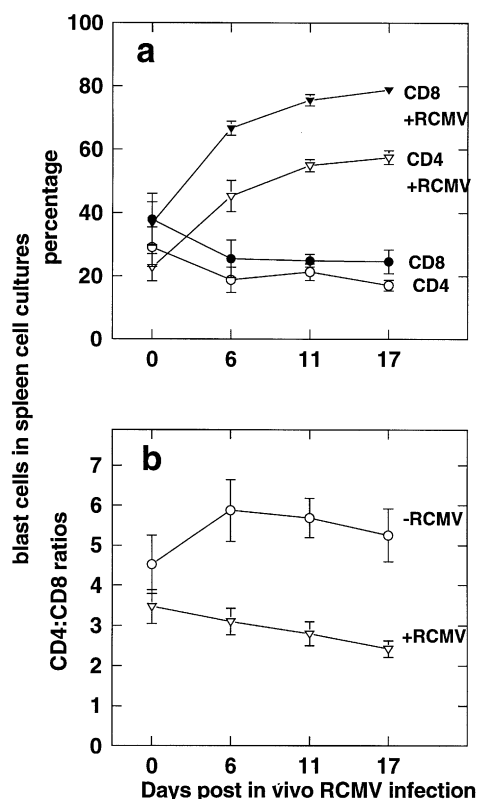 a
100
80
60
40
20
0
percentage
CD8
+RCMV
CD4
+RCMV
CD8
CD4
0 6 11 17
blast cells in spleen cell cultures
b
7
6
5
4
3
2
1
0
CD4:CD8 ratios
-RCMV
+RCMV
0 6 11 17
Days post in vivo RCMV infection